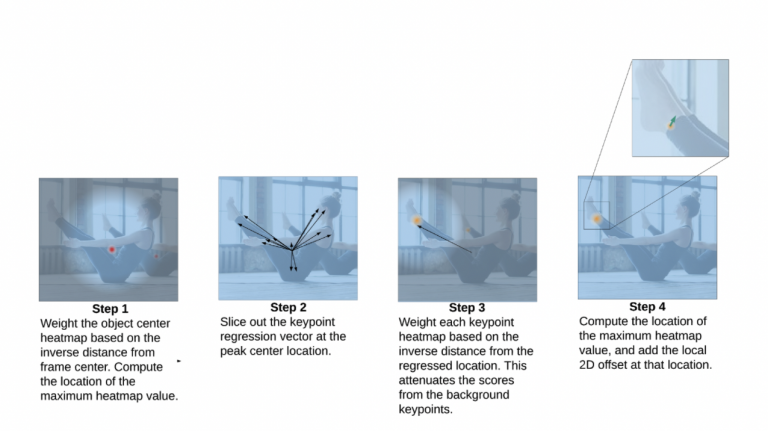 Step 1
Weight the object center
heatmap based on the
inverse distance from
frame center. Compute
the location of the
maximum heatmap value.
Step 2
Slice out the keypoint
regression vector at the
peak center location.
Step 3
Weight each keypoint
heatmap based on the
inverse distance from the
regressed location. This
attenuates the scores
from the background
keypoints.
Step 4
Compute the location of
the maximum heatmap
value, and add the local
2D offset at that location.